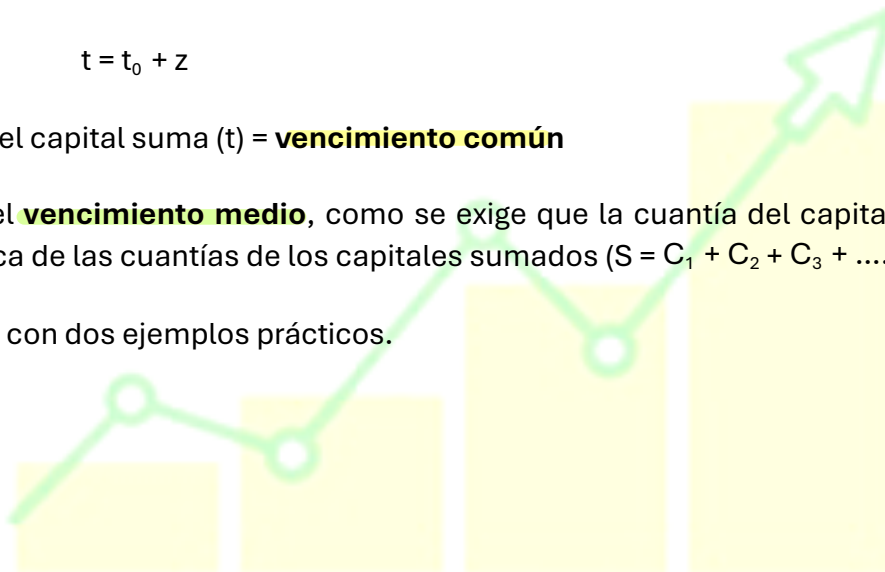 t = t₀ + z
el capital suma (t) = vencimiento común
el vencimiento medio, como se exige que la cuantía del capita
ca de las cuantías de los capitales sumados (S = C₁ + C₂ + C₃ + ....
con dos ejemplos prácticos.